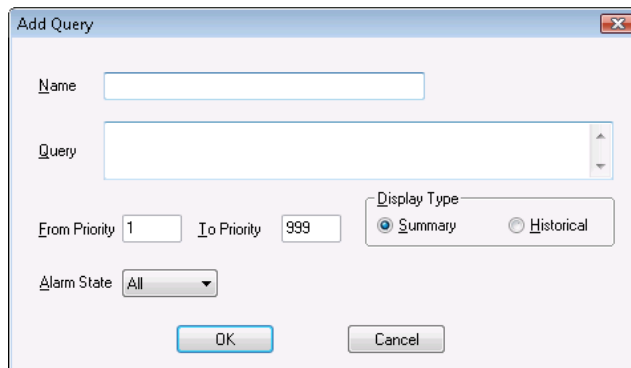 Add Query
Name
Query
Display Type
From Priority 1 To Priority 999 Summary Historical
Alarm State All
OK Cancel